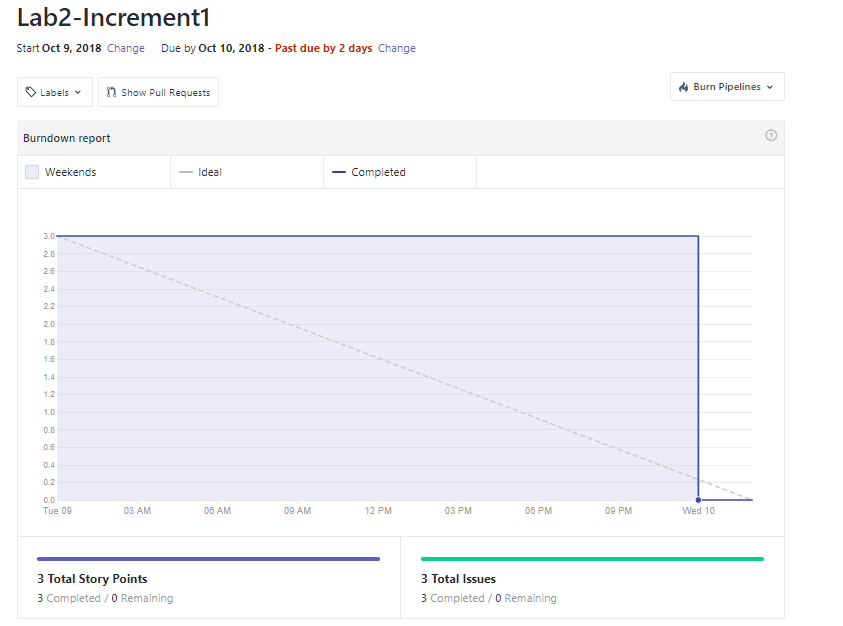 Lab2-Increment1
Start Oct 9, 2018 Change Due by Oct 10, 2018 - Past due by 2 days Change
Labels Show Pull Requests Burn Pipelines
Burndown report
Weekends Ideal Completed
3.0
2.8
2.6
2.4
2.2
2.0
1.8
1.6
1.4
1.2
1.0
0.8
0.6
0.4
0.2
0.0
Tue 09 03 AM 06 AM 09 AM 12 PM 03 PM 06 PM 09 PM Wed 10
3 Total Story Points
3 Completed / 0 Remaining
3 Total Issues
3 Completed / 0 Remaining